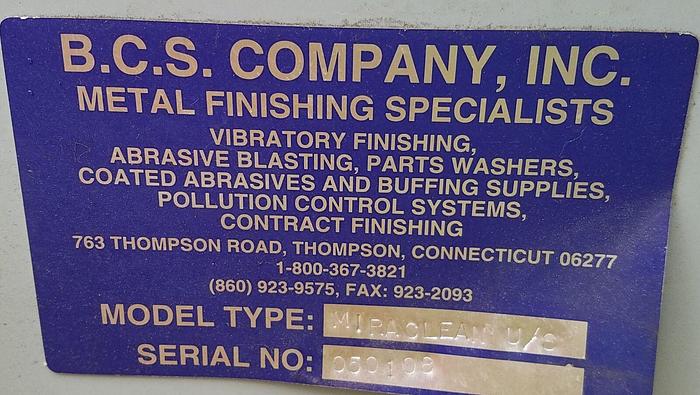 B.C.S. COMPANY, INC.
METAL FINISHING SPECIALISTS
VIBRATORY FINISHING,
ABRASIVE BLASTING, PARTS WASHERS,
COATED ABRASIVES AND BUFFING SUPPLIES,
POLLUTION CONTROL SYSTEMS,
CONTRACT FINISHING
763 THOMPSON ROAD, THOMPSON, CONNECTICUT 06277
1-800-367-3821
(860) 923-9575, FAX: 923-2093
MODEL TYPE: MIRACLEAN U/S
SERIAL NO: 050108